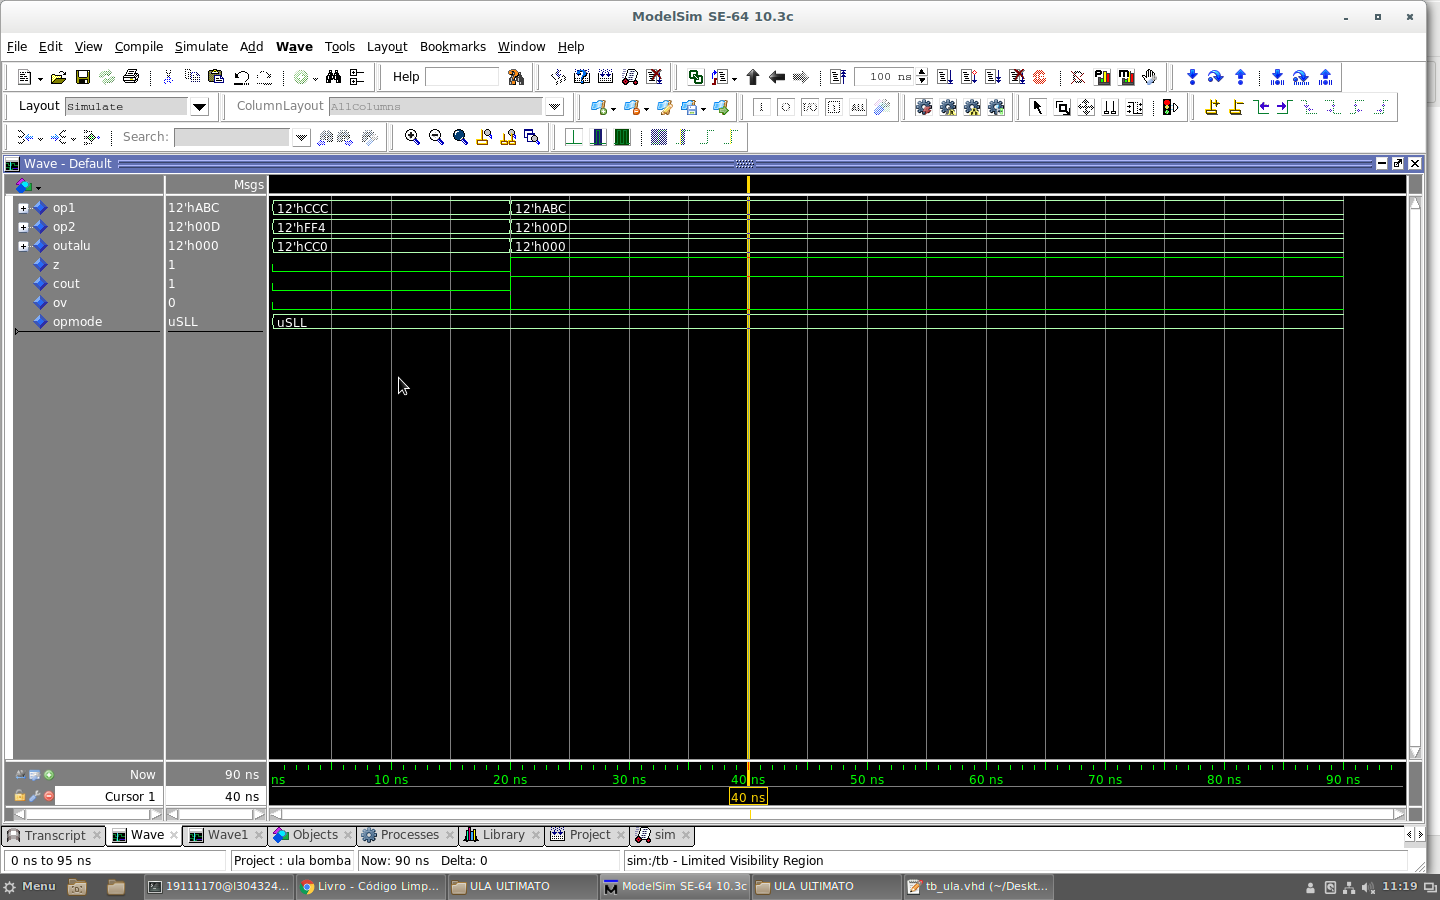 ModelSim SE-64 10.3c
File Edit View Compile Simulate Add Wave Tools Layout Bookmarks Window Help
Help 100 ns
Layout Simulate ColumnLayout AllColumns ALL
Search:
Wave - Default
Msgs
op1 12'hABC 12'hCCC 12'hABC
op2 12'h00D 12'hFF4 12'h00D
outalu 12'h000 12'hCC0 12'h000
z 1
cout 1
ov 0
opmode uSLL uSLL
Now 90 ns ns 10 ns 20 ns 30 ns 40 ns 50 ns 60 ns 70 ns 80 ns 90 ns
Cursor 1 40 ns 40 ns
Transcript Wave Wave1 Objects Processes Library Project sim
0 ns to 95 ns Project : ula bomba Now: 90 ns Delta: 0 sim:/tb - Limited Visibility Region
Menu 19111170@l304324... Livro - Código Limp... ULA ULTIMATO ModelSim SE-64 10.3c ULA ULTIMATO tb_ula.vhd (~/Deskt... 11:19